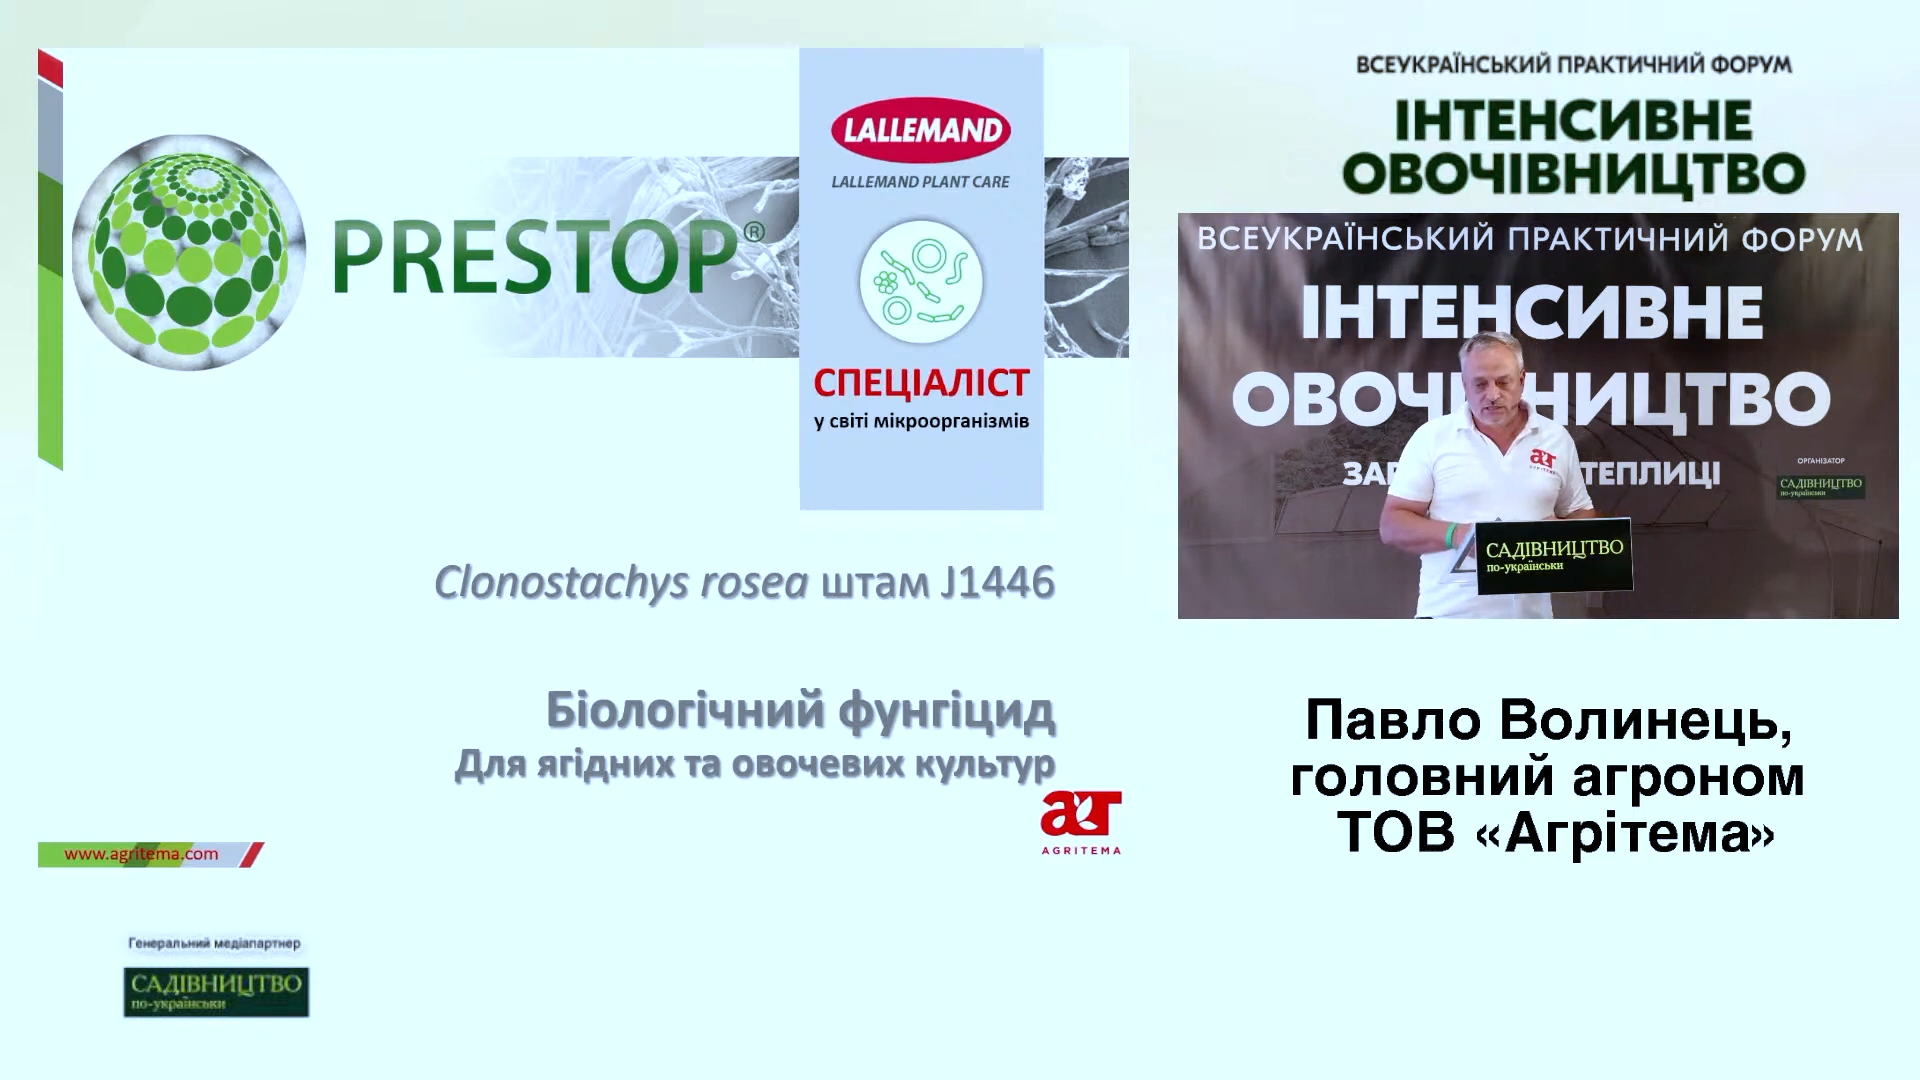 PRESTOP®
LALLEMAND
LALLEMAND PLANT CARE
СПЕЦІАЛІСТ
у світі мікроорганізмів
Clonostachys rosea штам J1446
Біологічний фунгіцид
Для ягідних та овочевих культур
АТ
AGRITEMA
www.agritema.com
Генеральний медіапартнер
САДІВНИЦТВО
по-українськи
ВСЕУКРАЇНСЬКИЙ ПРАКТИЧНИЙ ФОРУМ
ІНТЕНСИВНЕ
ОВОЧІВНИЦТВО
ВСЕУКРАЇНСЬКИЙ ПРАКТИЧНИЙ ФОРУМ
ІНТЕНСИВНЕ
ОВОЧ НИЦТВО
ТЕПЛИЦІ
ОРГАНІЗАТОР
САДІВНИЦТВО
по-українськи
САДІВНИЦТВО
по-українськи
Павло Волинець,
головний агроном
ТОВ «Агрітема»